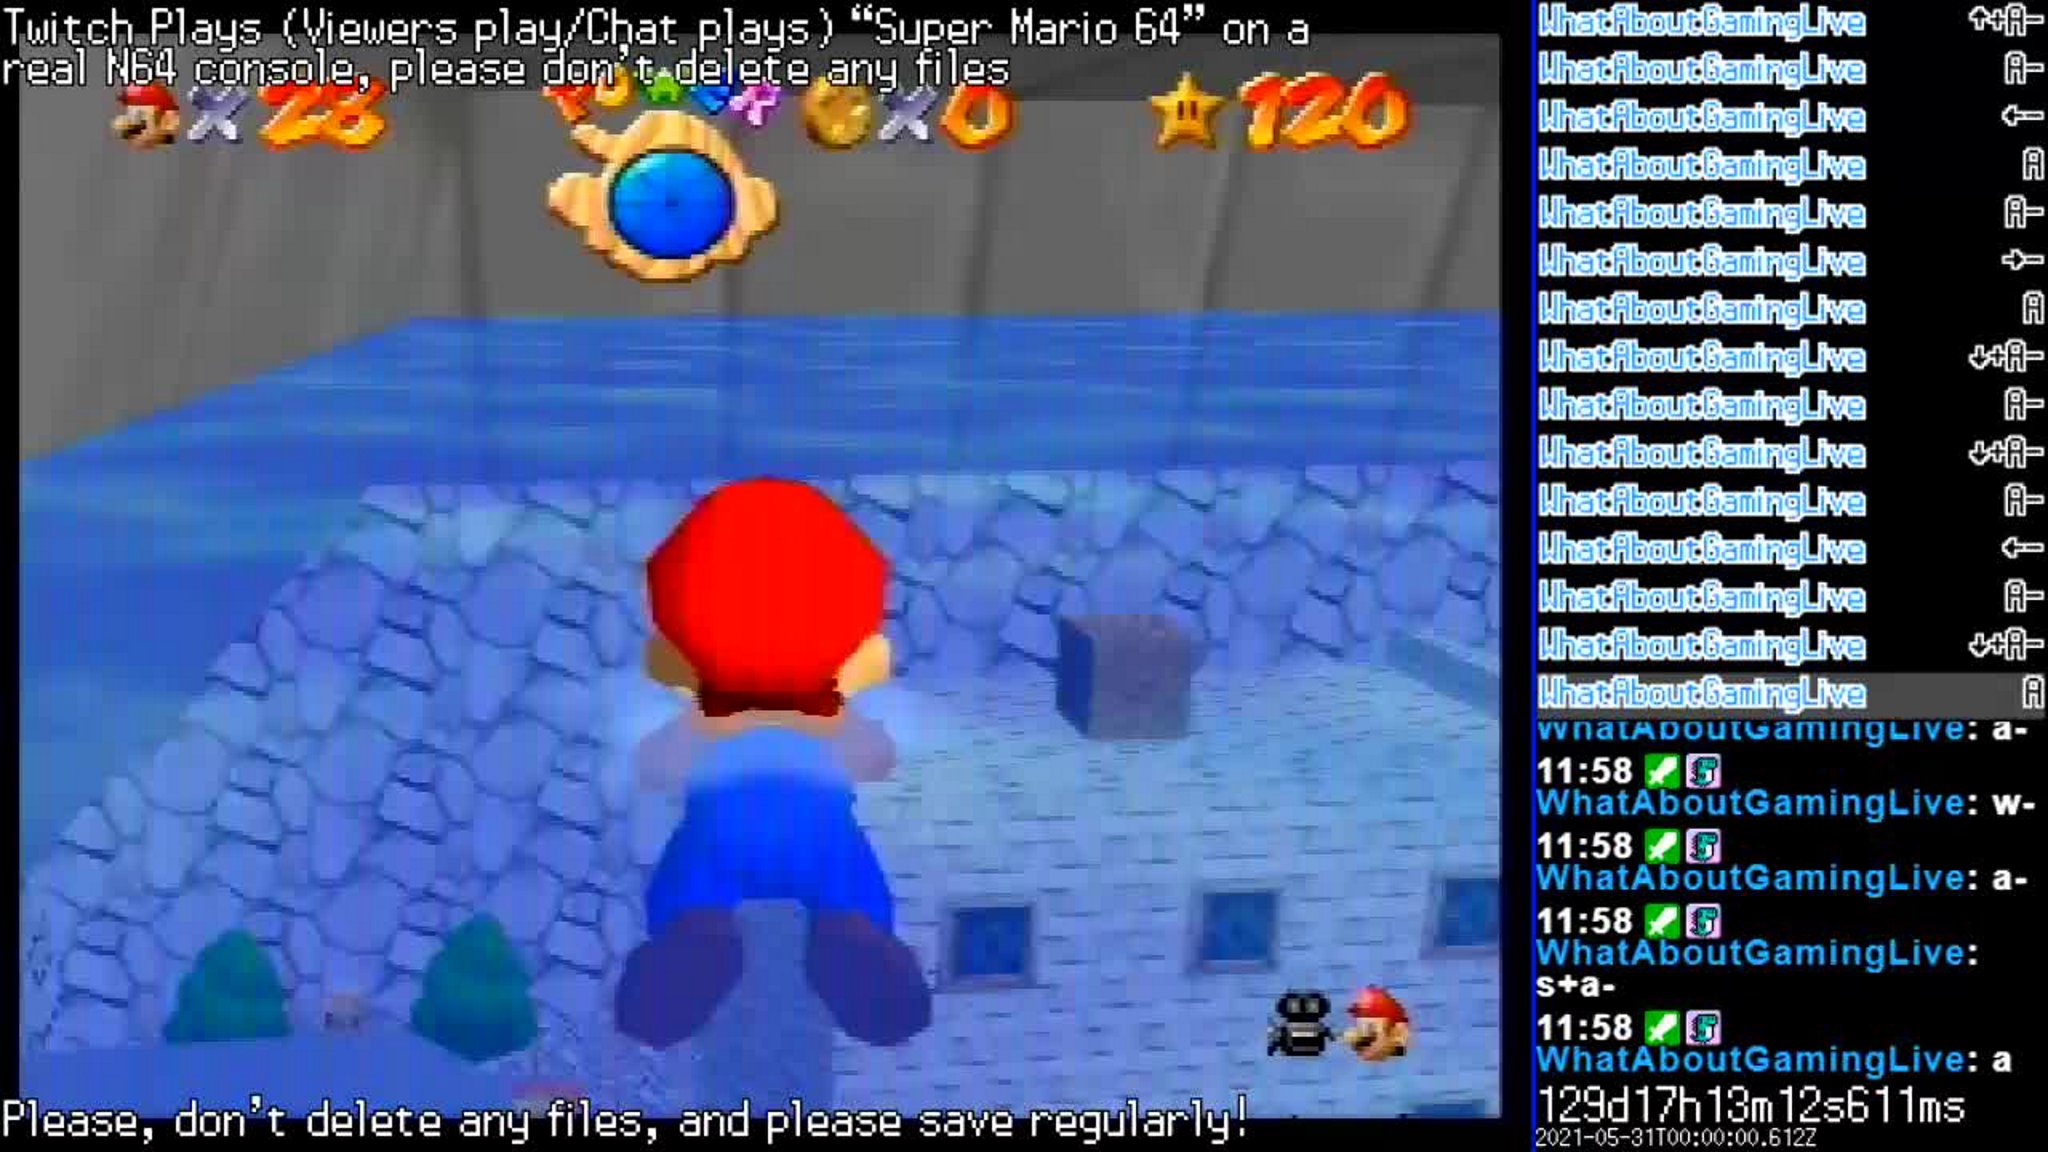 Twitch Plays (Viewers play/Chat plays) “Super Mario 64” on a
real N64 console, please don't delete any files
x 26
POWER
x 0
120
Please, don't delete any files, and please save regularly!
WhatAboutGamingLive ↑+A-
WhatAboutGamingLive A-
WhatAboutGamingLive ←-
WhatAboutGamingLive A
WhatAboutGamingLive A-
WhatAboutGamingLive →-
WhatAboutGamingLive A
WhatAboutGamingLive ↓+A-
WhatAboutGamingLive A-
WhatAboutGamingLive ↓+A-
WhatAboutGamingLive A-
WhatAboutGamingLive ←-
WhatAboutGamingLive A-
WhatAboutGamingLive ↓+A-
WhatAboutGamingLive A
WhatAboutGamingLive: a-
11:58
WhatAboutGamingLive: w-
11:58
WhatAboutGamingLive: a-
11:58
WhatAboutGamingLive:
s+a-
11:58
WhatAboutGamingLive: a
129d17h13m12s611ms
2021-05-31T00:00:00.612Z